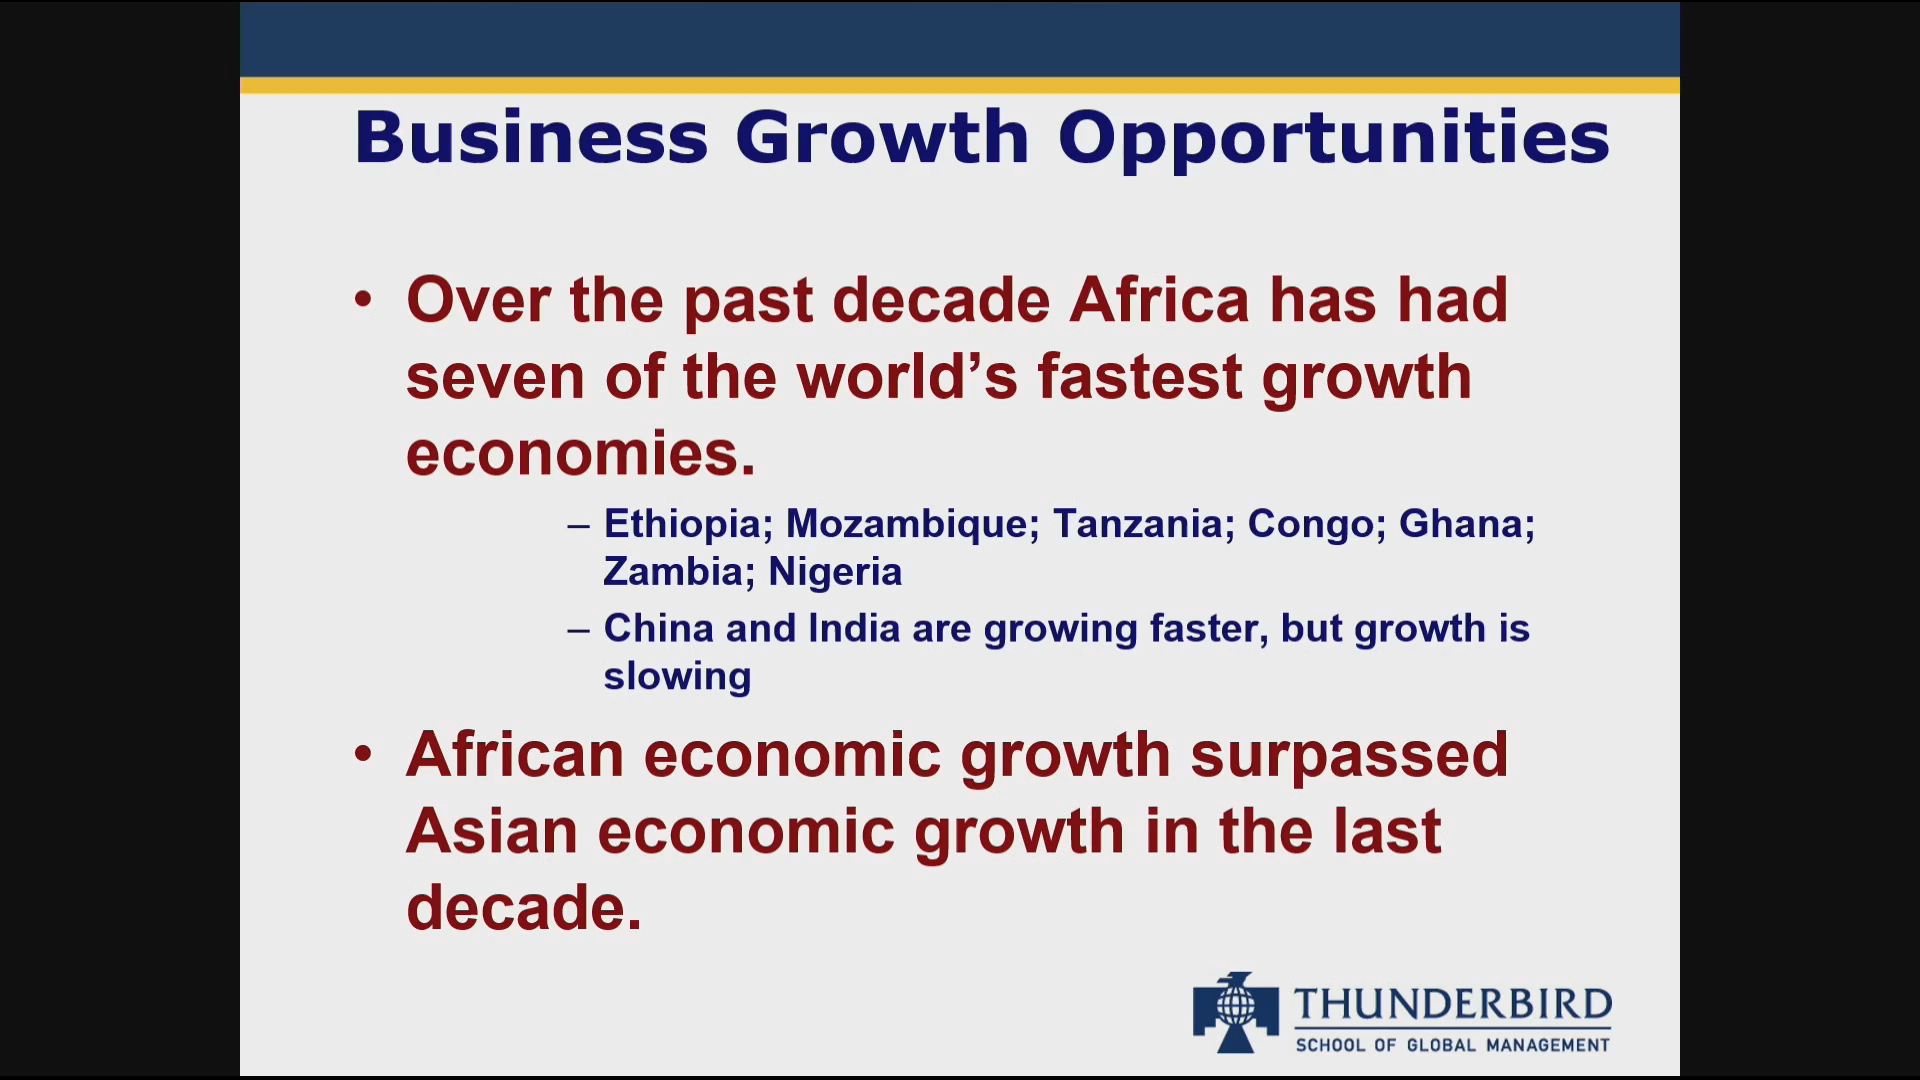 Business Growth Opportunities
• Over the past decade Africa has had
seven of the world’s fastest growth
economies.
– Ethiopia; Mozambique; Tanzania; Congo; Ghana;
Zambia; Nigeria
– China and India are growing faster, but growth is
slowing
• African economic growth surpassed
Asian economic growth in the last
decade.
THUNDERBIRD
SCHOOL OF GLOBAL MANAGEMENT